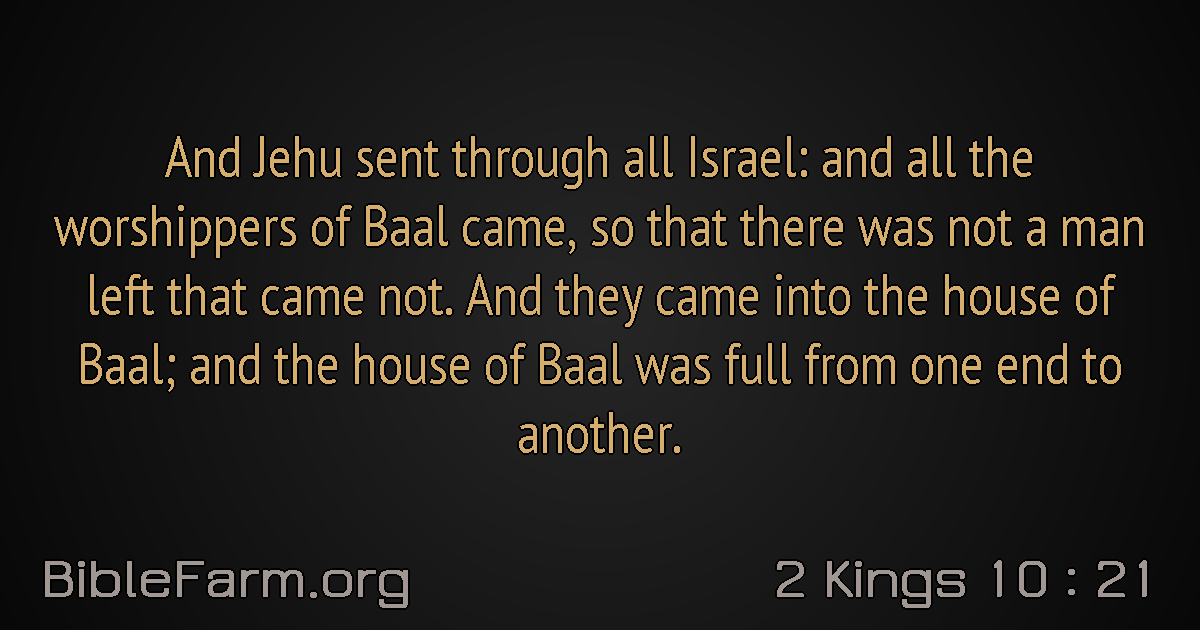 And Jehu sent through all Israel: and all the
worshippers of Baal came, so that there was not a man
left that came not. And they came into the house of
Baal; and the house of Baal was full from one end to
another.
BibleFarm.org
2 Kings 10 : 21